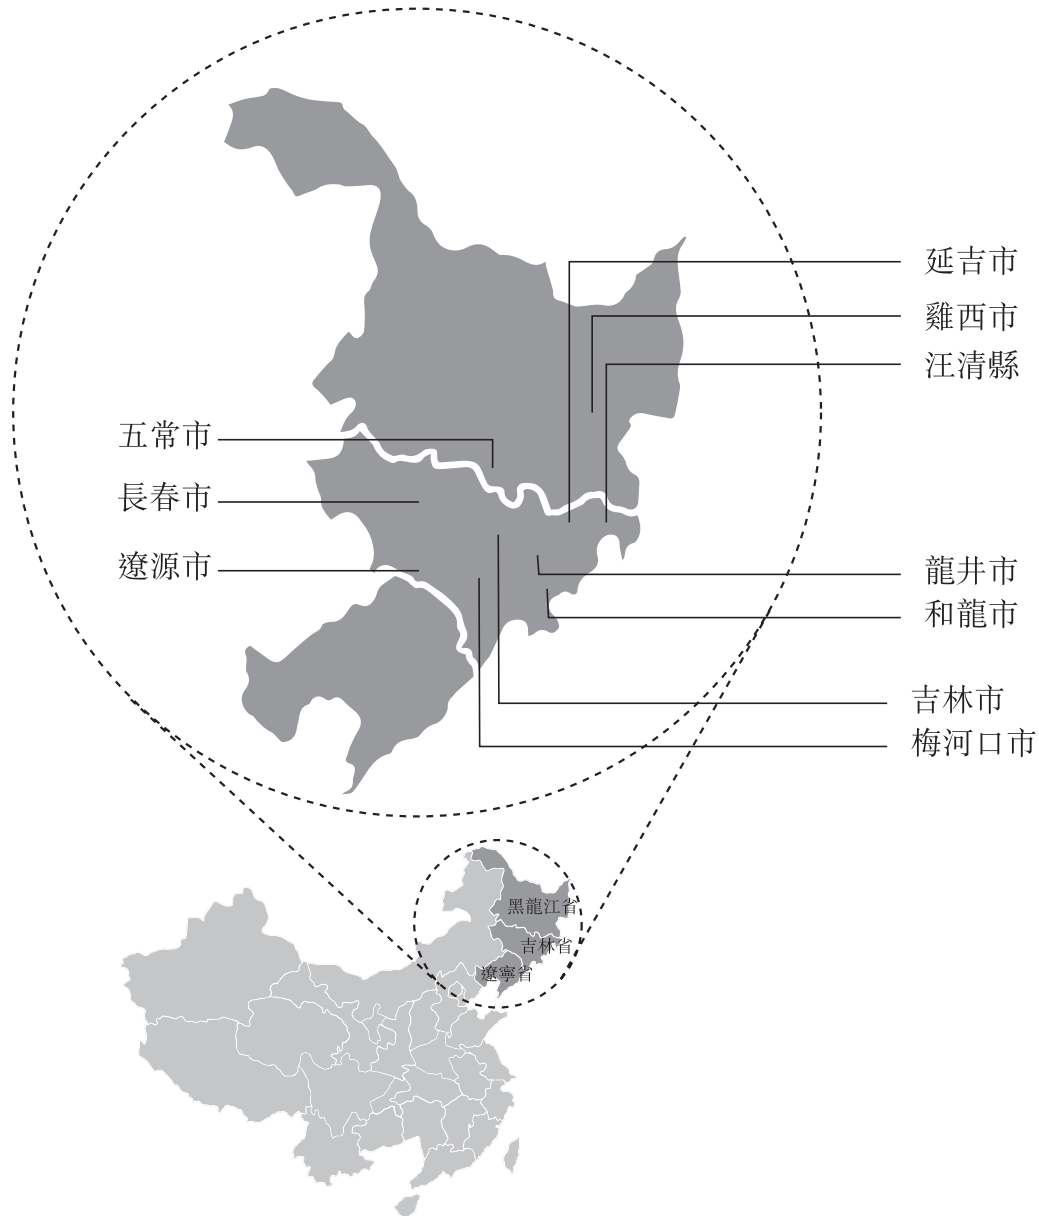 延吉市
雞西市
汪清縣
五常市
長春市
遼源市
龍井市
和龍市
吉林市
梅河口市
黑龍江省
吉林省
遼寧省